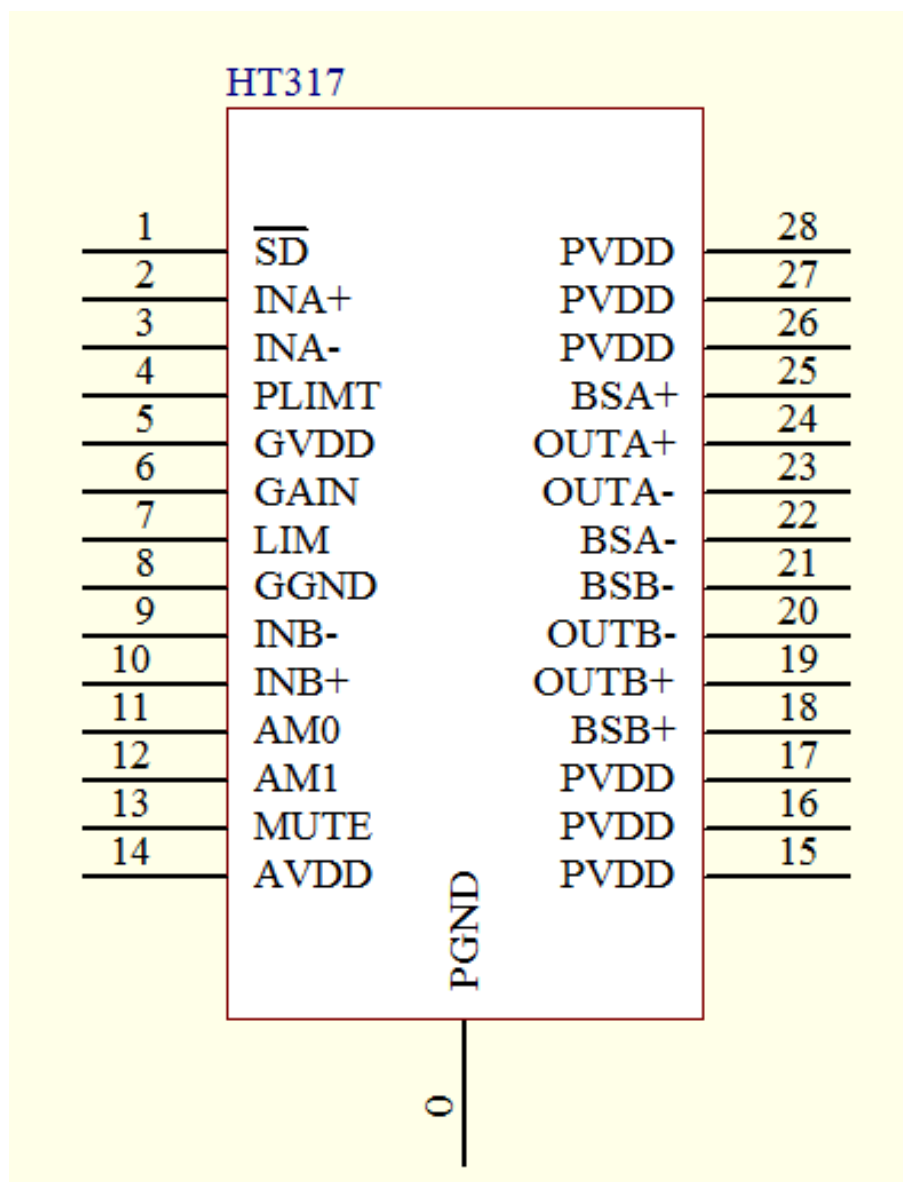 HT317
1 SD PVDD 28
2 INA+ PVDD 27
3 INA- PVDD 26
4 PLIMT BSA+ 25
5 GVDD OUTA+ 24
6 GAIN OUTA- 23
7 LIM BSA- 22
8 GGND BSB- 21
9 INB- OUTB- 20
10 INB+ OUTB+ 19
11 AM0 BSB+ 18
12 AM1 PVDD 17
13 MUTE PVDD 16
14 AVDD PVDD 15
PGND
0